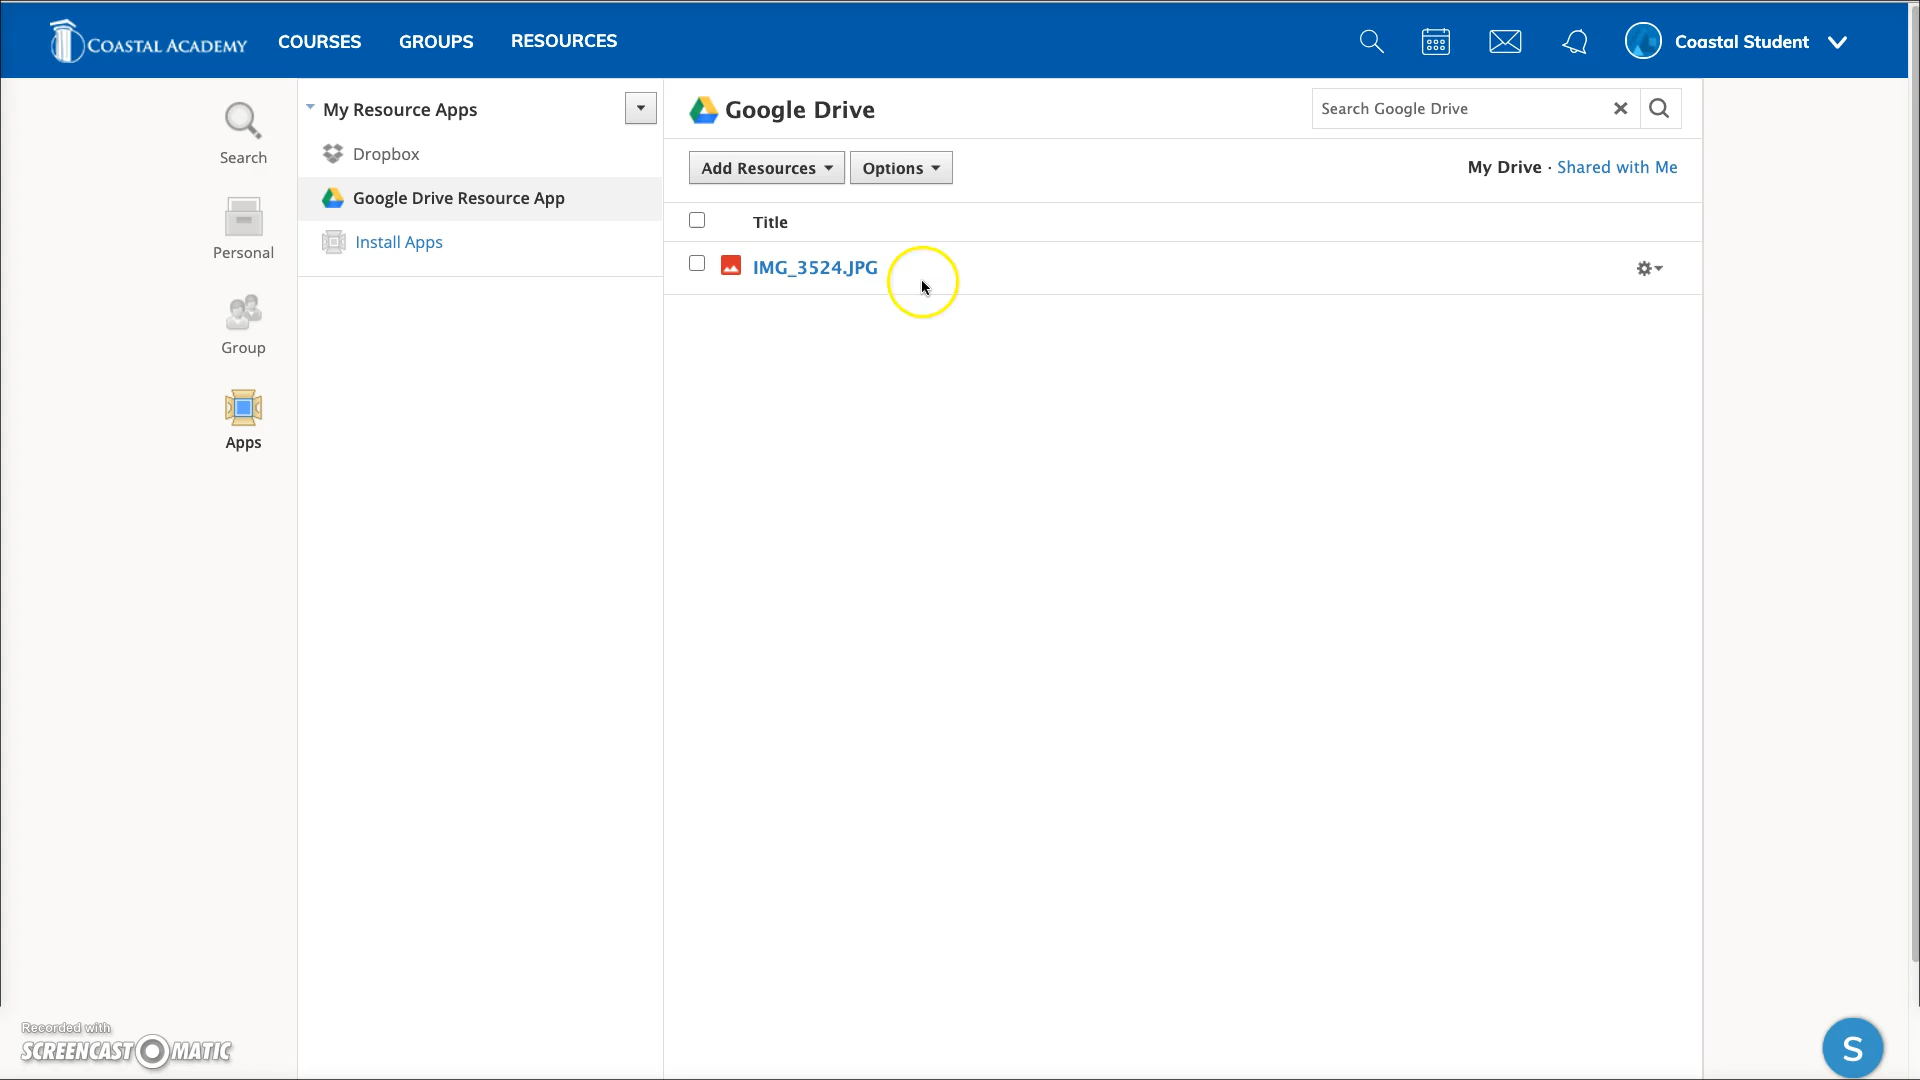 COASTAL ACADEMY COURSES GROUPS RESOURCES Coastal Student
Search
Personal
Group
Apps
My Resource Apps
Dropbox
Google Drive Resource App
Install Apps
Google Drive
Search Google Drive
Add Resources Options
My Drive · Shared with Me
Title
IMG_3524.JPG
Recorded with
SCREENCAST-O-MATIC
S